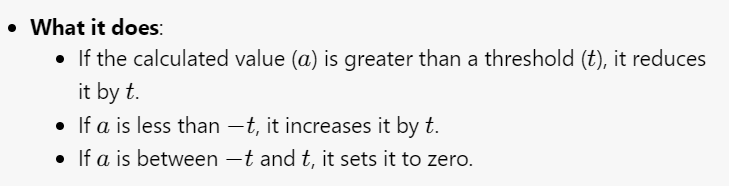 • What it does:
• If the calculated value (a) is greater than a threshold (t), it reduces
it by t.
• If a is less than −t, it increases it by t.
• If a is between −t and t, it sets it to zero.